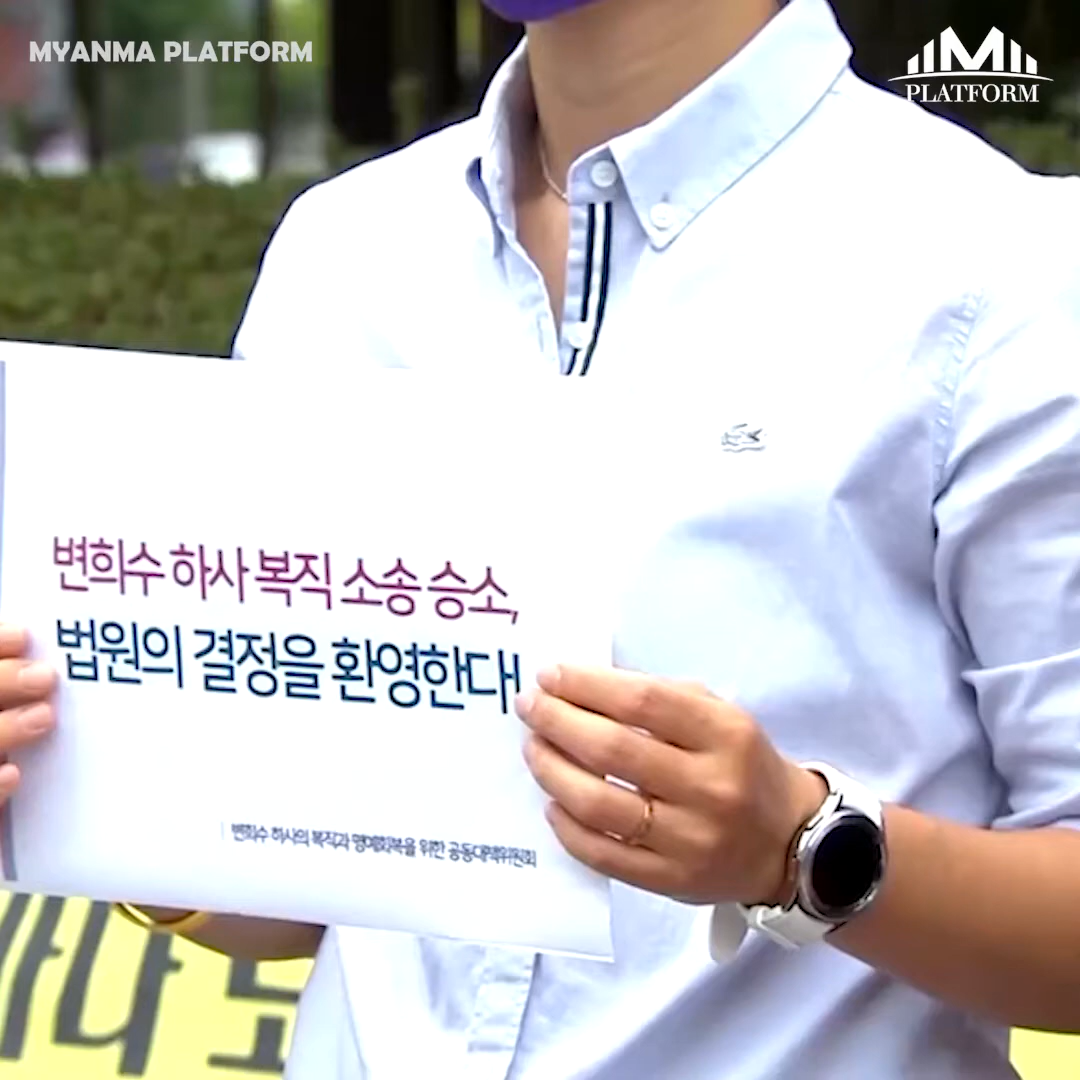 MYANMA PLATFORM
M
PLATFORM
변희수 하사 복직 소송 승소,
법원의 결정을 환영한다!
변희수 하사의 복직과 명예회복을 위한 공동대책위원회